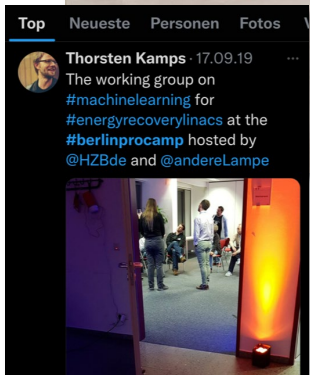 Top Neueste Personen Fotos
Thorsten Kamps · 17.09.19 ···
The working group on
#machinelearning for
#energyrecoverylinacs at the
#berlinprocamp hosted by
@HZBde and @andereLampe